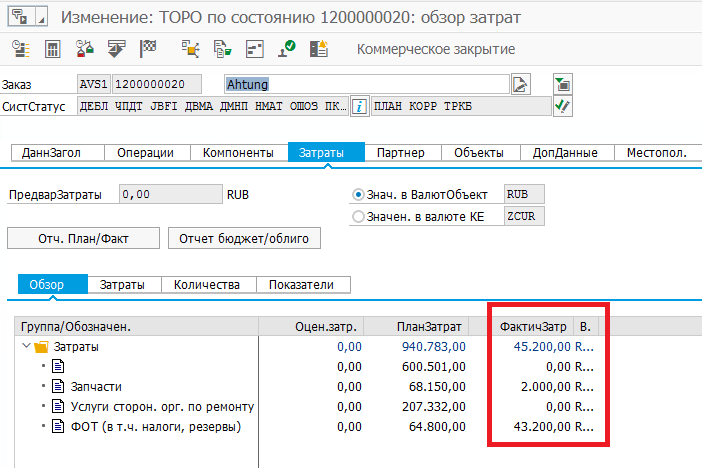 Изменение: ТОРО по состоянию 1200000020: обзор затрат
Коммерческое закрытие
Заказ AVS1 1200000020 Ahtung
СистСтатус ДЕБЛ ЧПДТ JBFI ДВМА ДМНП НМАТ ОШОЗ ПК… i ПЛАН КОРР ТРКБ
ДаннЗагол Операции Компоненты Затраты Партнер Объекты ДопДанные Местопол.
ПредварЗатраты 0,00 RUB Знач. в ВалютОбъект RUB
Значен. в валюте КЕ ZCUR
Отч. План/Факт Отчет бюджет/облиго
Обзор Затраты Количества Показатели
Группа/Обозначен. Оцен.затр. ПланЗатрат ФактичЗатр В.
Затраты 0,00 940.783,00 45.200,00 R...
0,00 600.501,00 0,00 R...
Запчасти 0,00 68.150,00 2.000,00 R...
Услуги сторон. орг. по ремонту 0,00 207.332,00 0,00 R...
ФОТ (в т.ч. налоги, резервы) 0,00 64.800,00 43.200,00 R...